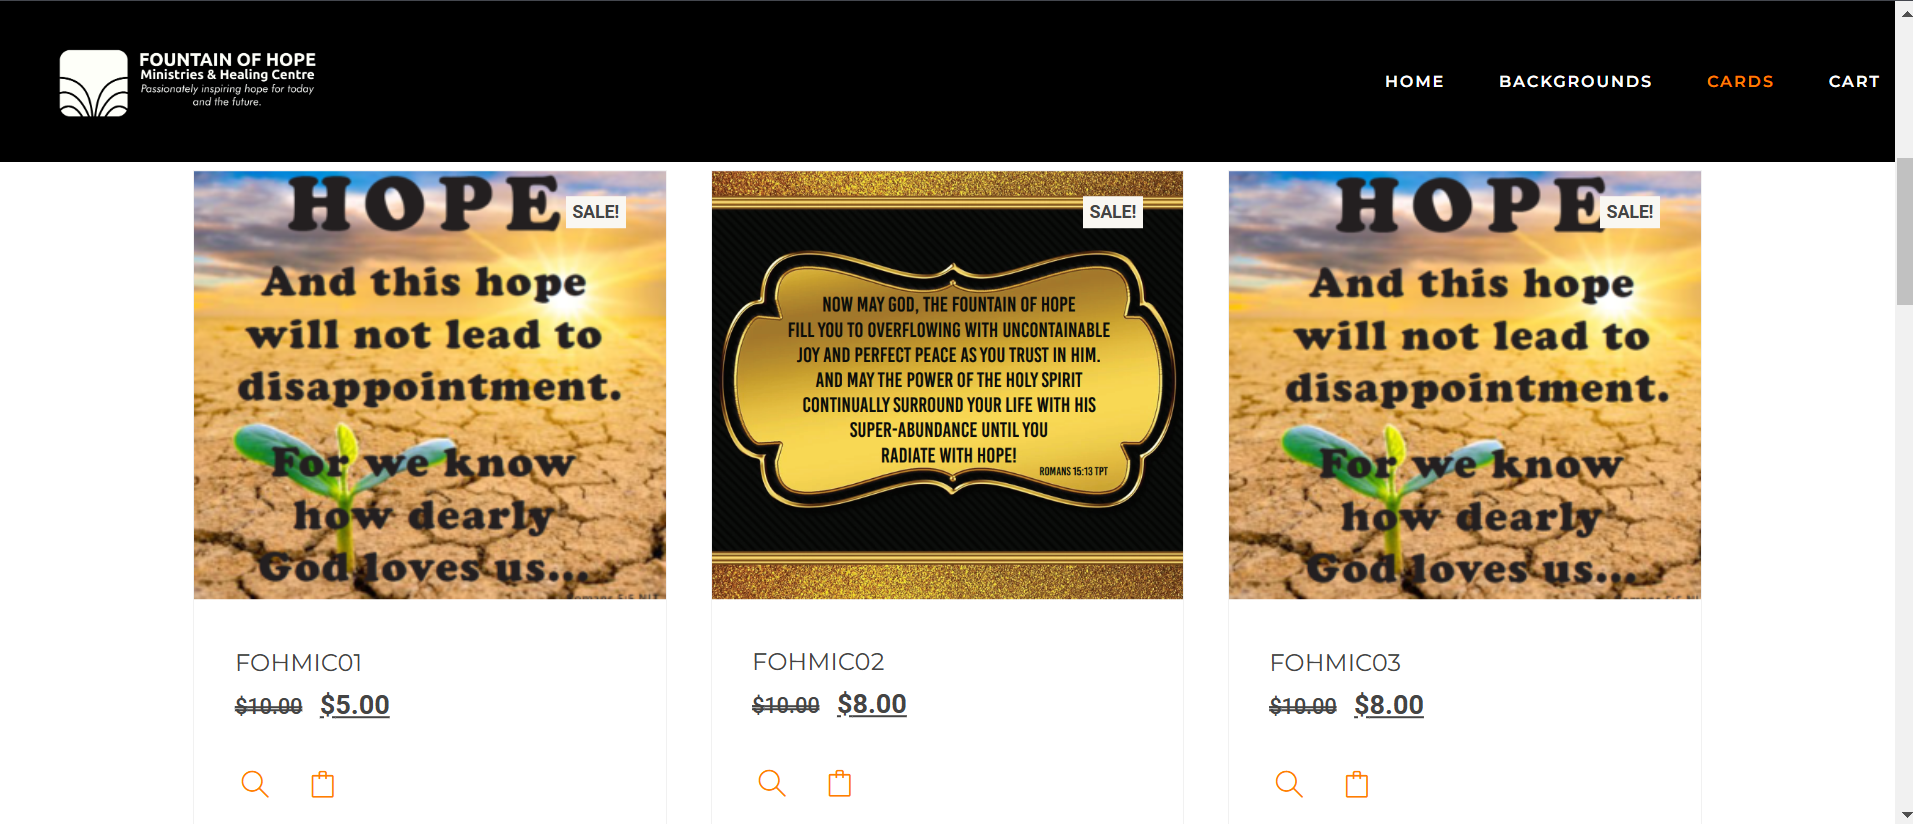 FOUNTAIN OF HOPE
Ministries & Healing Centre
Passionately inspiring hope for today
and the future.
HOME
BACKGROUNDS
CARDS
CART
HOPE
SALE!
And this hope
will not lead to
disappointment.
For we know
how dearly
God loves us...
Romans 5:5 NLT
FOHMIC01
$10.00 $5.00
SALE!
NOW MAY GOD, THE FOUNTAIN OF HOPE
FILL YOU TO OVERFLOWING WITH UNCONTAINABLE
JOY AND PERFECT PEACE AS YOU TRUST IN HIM.
AND MAY THE POWER OF THE HOLY SPIRIT
CONTINUALLY SURROUND YOUR LIFE WITH HIS
SUPER-ABUNDANCE UNTIL YOU
RADIATE WITH HOPE!
ROMANS 15:13 TPT
FOHMIC02
$10.00 $8.00
HOPE
SALE!
And this hope
will not lead to
disappointment.
For we know
how dearly
God loves us...
FOHMIC03
$10.00 $8.00